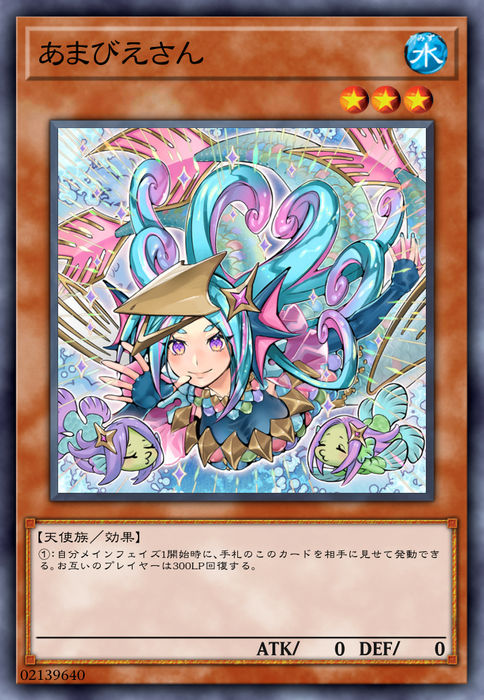 あまびえさん
みず
水
【天使族／効果】
①:自分メインフェイズ1開始時に、手札のこのカードを相手に見せて発動でき
る。お互いのプレイヤーは300LP回復する。
ATK/ 0 DEF/ 0
02139640